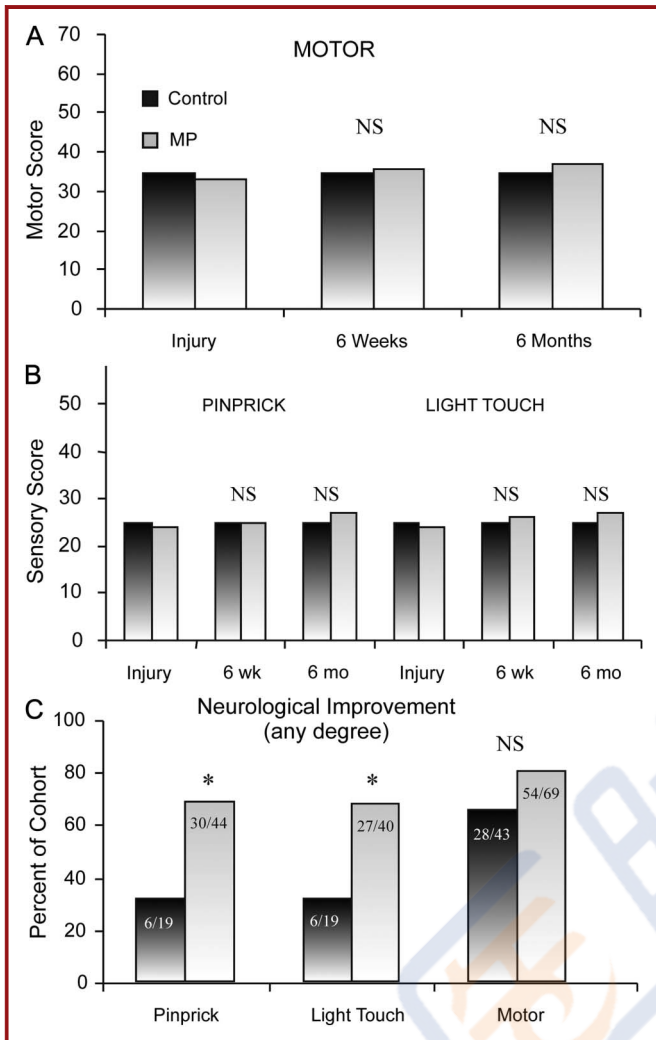 A
MOTOR
70
60
50
40
30
20
10
0
Motor Score
Control
MP
NS
NS
Injury
6 Weeks
6 Months
B
PINPRICK
LIGHT TOUCH
50
40
30
20
10
0
Sensory Score
NS
NS
NS
NS
Injury
6 wk
6 mo
Injury
6 wk
6 mo
C
Neurological Improvement
(any degree)
100
80
60
40
20
0
Percent of Cohort
*
*
NS
6/19
30/44
6/19
27/40
28/43
54/69
Pinprick
Light Touch
Motor